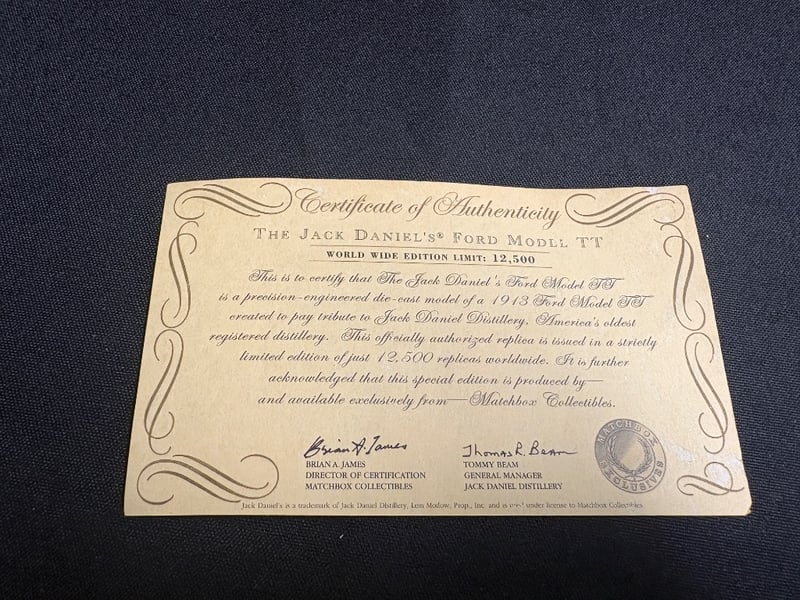 Certificate of Authenticity
THE JACK DANIEL'S® FORD MODEL TT
WORLD WIDE EDITION LIMIT: 12,500
This is to certify that The Jack Daniel's Ford Model TT
is a precision-engineered die-cast model of a 1913 Ford Model TT
created to pay tribute to Jack Daniel Distillery, America's oldest
registered distillery. This officially authorized replica is issued in a strictly
limited edition of just 12,500 replicas worldwide. It is further
acknowledged that this special edition is produced by—
and available exclusively from—Matchbox Collectibles.
Brian A. James
BRIAN A. JAMES
DIRECTOR OF CERTIFICATION
MATCHBOX COLLECTIBLES
Thomas R. Beam
TOMMY BEAM
GENERAL MANAGER
JACK DANIEL DISTILLERY
MATCHBOX
COLLECTIBLES
Jack Daniel's is a trademark of Jack Daniel Distillery, Lem Motlow, Prop., Inc. and is used under license to Matchbox Collectibles